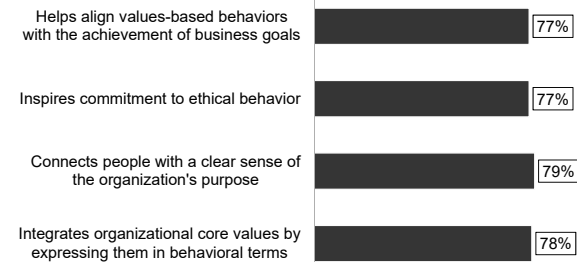 Helps align values-based behaviors
with the achievement of business goals
77%
Inspires commitment to ethical behavior
77%
Connects people with a clear sense of
the organization's purpose
79%
Integrates organizational core values by
expressing them in behavioral terms
78%